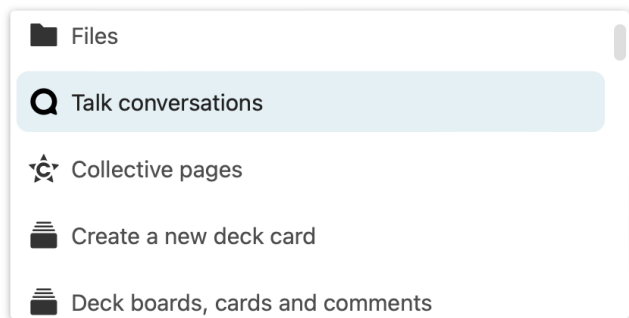 Files
Talk conversations
Collective pages
Create a new deck card
Deck boards, cards and comments